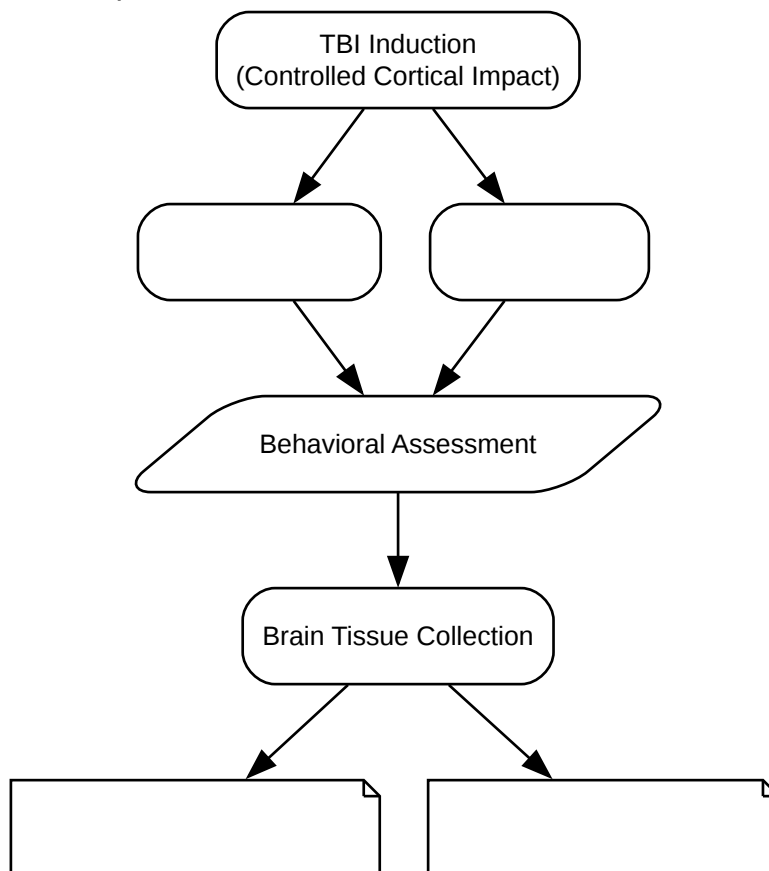 TBI Induction
(Controlled Cortical Impact)
Behavioral Assessment
Brain Tissue Collection